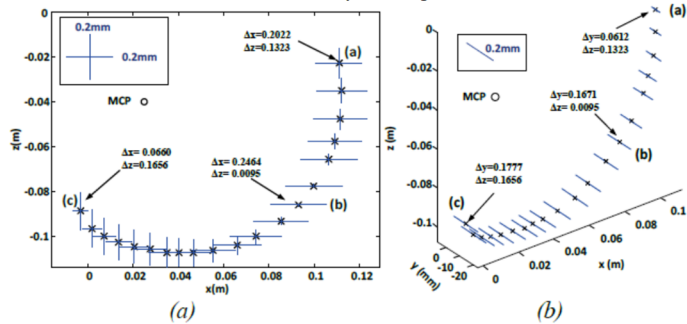 0
-0.02
-0.04
-0.06
-0.08
-0.1
z(m)
0.2mm
0.2mm
MCP
Δx=0.2022
Δz=0.1323
(a)
Δx= 0.0660
Δz=0.1656
(c)
Δx=0.2464
Δz= 0.0095
(b)
0 0.02 0.04 0.06 0.08 0.1 0.12
x(m)
(a)
0
-0.02
-0.04
-0.06
-0.08
-0.1
z (m)
0.2mm
MCP
Δy=0.0612
Δz=0.1323
(a)
Δy=0.1671
Δz= 0.0095
(b)
Δy=0.1777
Δz=0.1656
(c)
0
-10
-20
y (mm)
0 0.02 0.04 0.06 0.08 0.1
x (m)
(b)